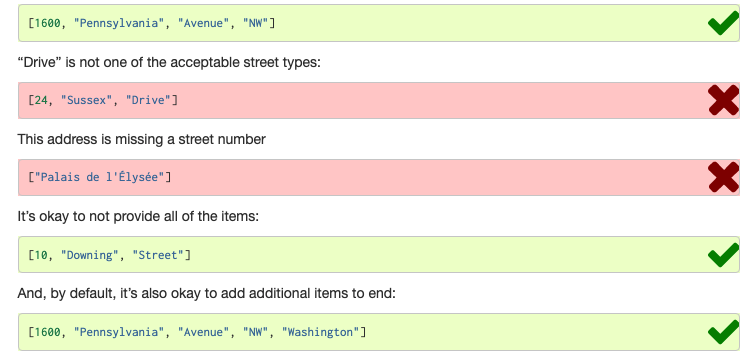 [1600, "Pennsylvania", "Avenue", "NW"]
“Drive” is not one of the acceptable street types:
[24, "Sussex", "Drive"]
This address is missing a street number
["Palais de l'Élysée"]
It’s okay to not provide all of the items:
[10, "Downing", "Street"]
And, by default, it’s also okay to add additional items to end:
[1600, "Pennsylvania", "Avenue", "NW", "Washington"]